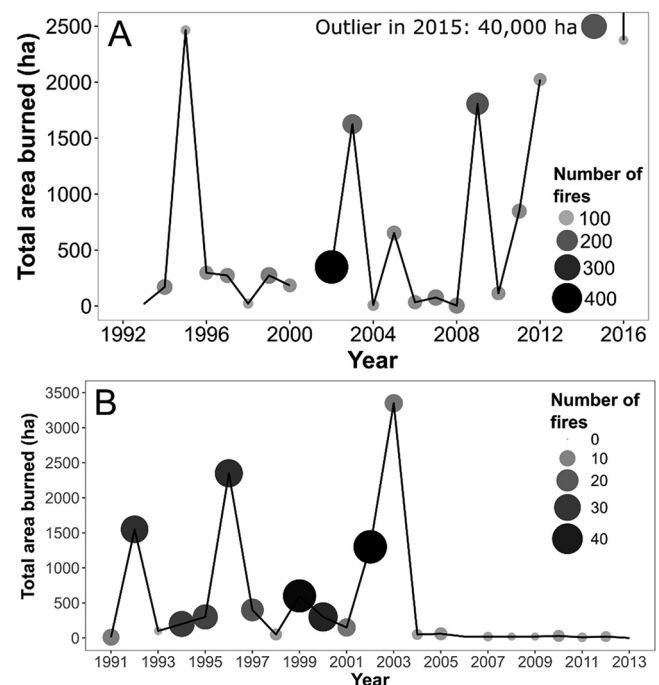 A
Outlier in 2015: 40,000 ha
Total area burned (ha)
2500
2000
1500
1000
500
0
Number of
fires
100
200
300
400
1992 1996 2000 2004 2008 2012 2016
Year
B
Total area burned (ha)
3500
3000
2500
2000
1500
1000
500
0
Number of
fires
0
10
20
30
40
1991 1993 1995 1997 1999 2001 2003 2005 2007 2009 2011 2013
Year